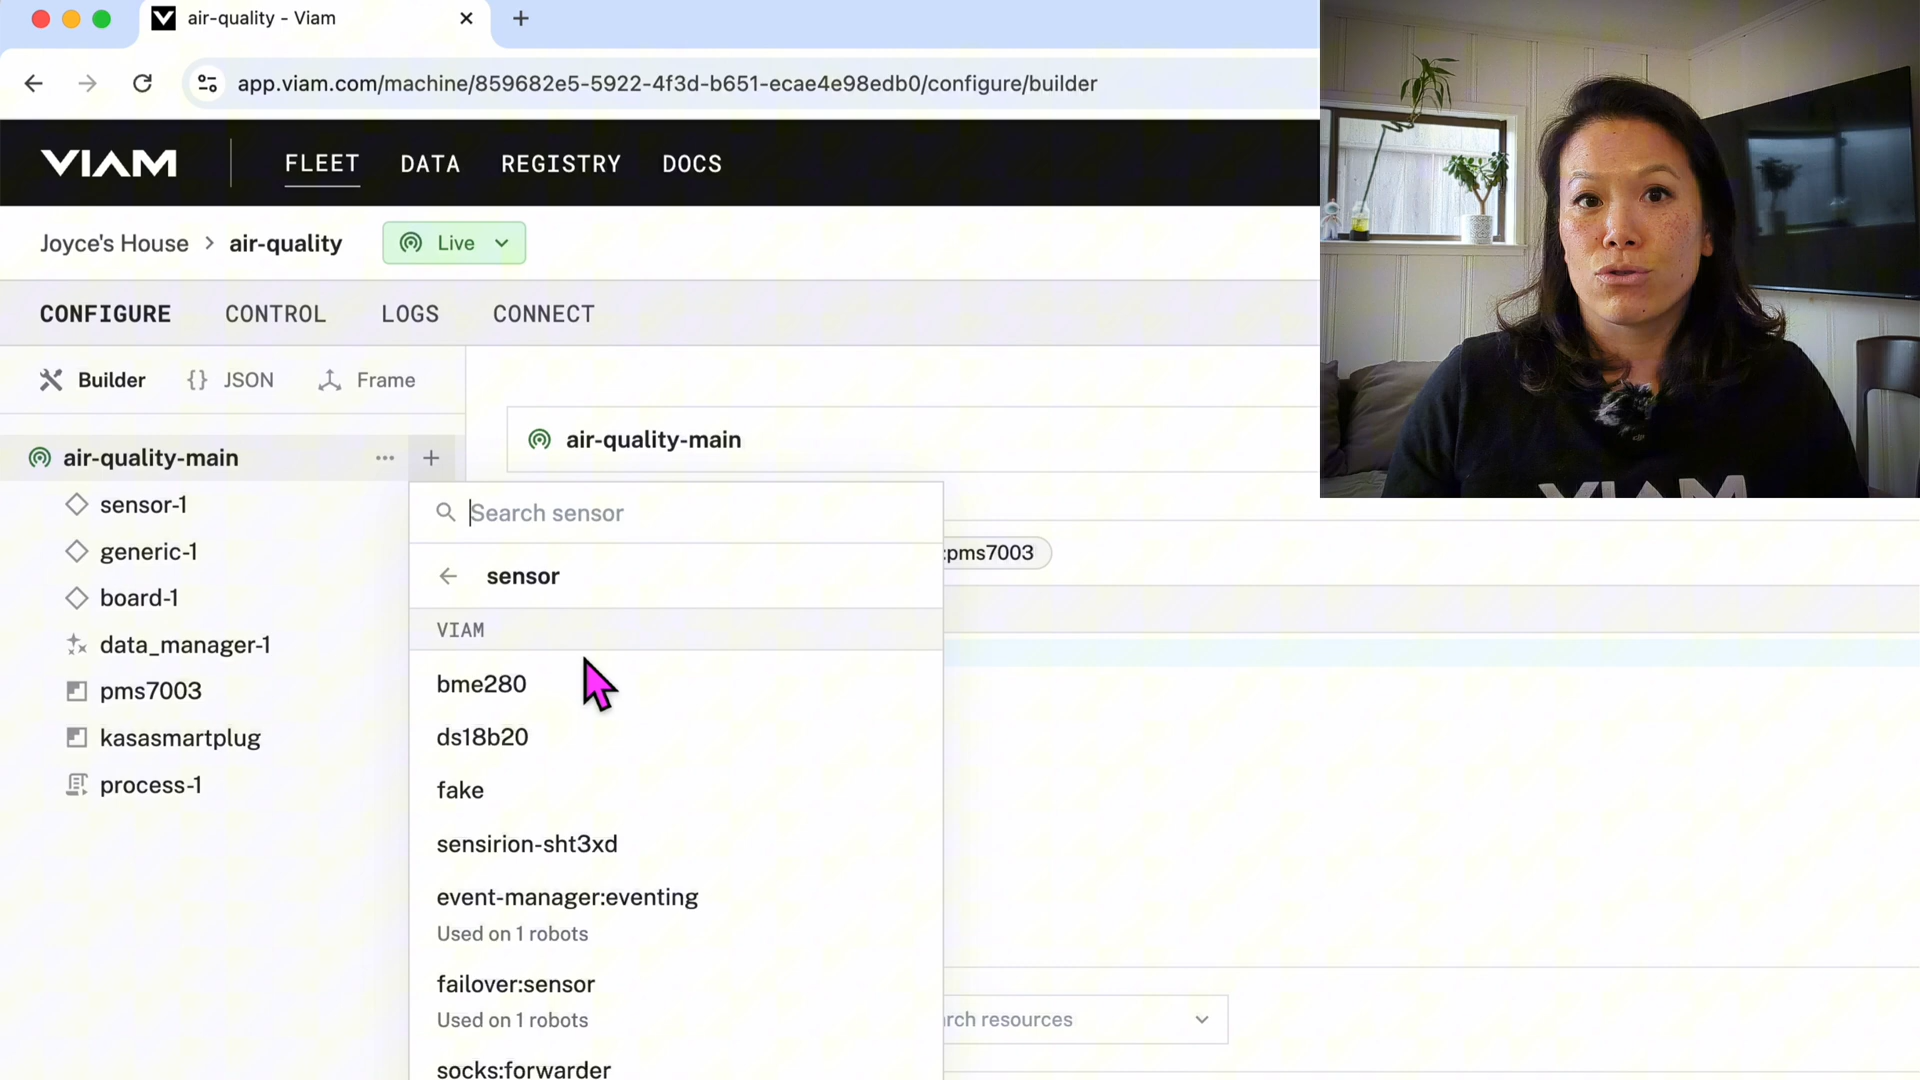 air-quality - Viam
app.viam.com/machine/859682e5-5922-4f3d-b651-ecae4e98edb0/configure/builder
VIAM
FLEET
DATA
REGISTRY
DOCS
Joyce's House > air-quality
Live
CONFIGURE
CONTROL
LOGS
CONNECT
Builder
{} JSON
Frame
air-quality-main
air-quality-main
sensor-1
generic-1
board-1
data_manager-1
pms7003
kasasmartplug
process-1
Search sensor
sensor
VIAM
bme280
ds18b20
fake
sensirion-sht3xd
event-manager:eventing
Used on 1 robots
failover:sensor
Used on 1 robots
socks:forwarder
:pms7003
rch resources
VIAM